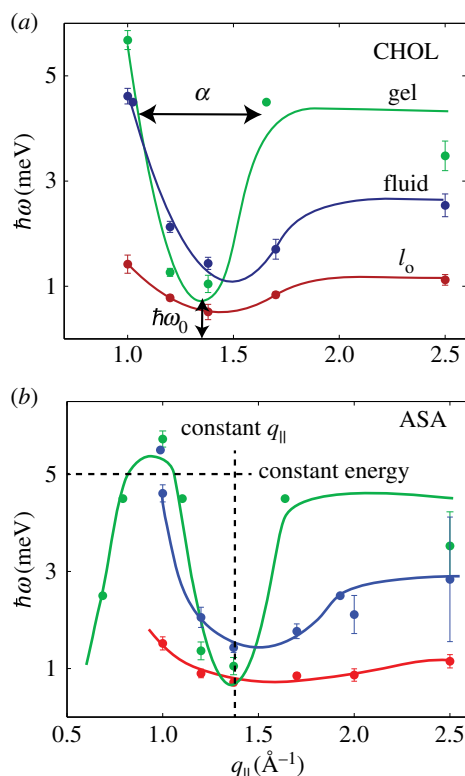 (a)
CHOL
α
gel
5
ħω(meV)
3
fluid
1
ħω₀
lₒ
1.0 1.5 2.0 2.5
(b)
ASA
constant q||
5
constant energy
ħω(meV)
3
1
0.5 1.0 1.5 2.0 2.5
q||(Å⁻¹)